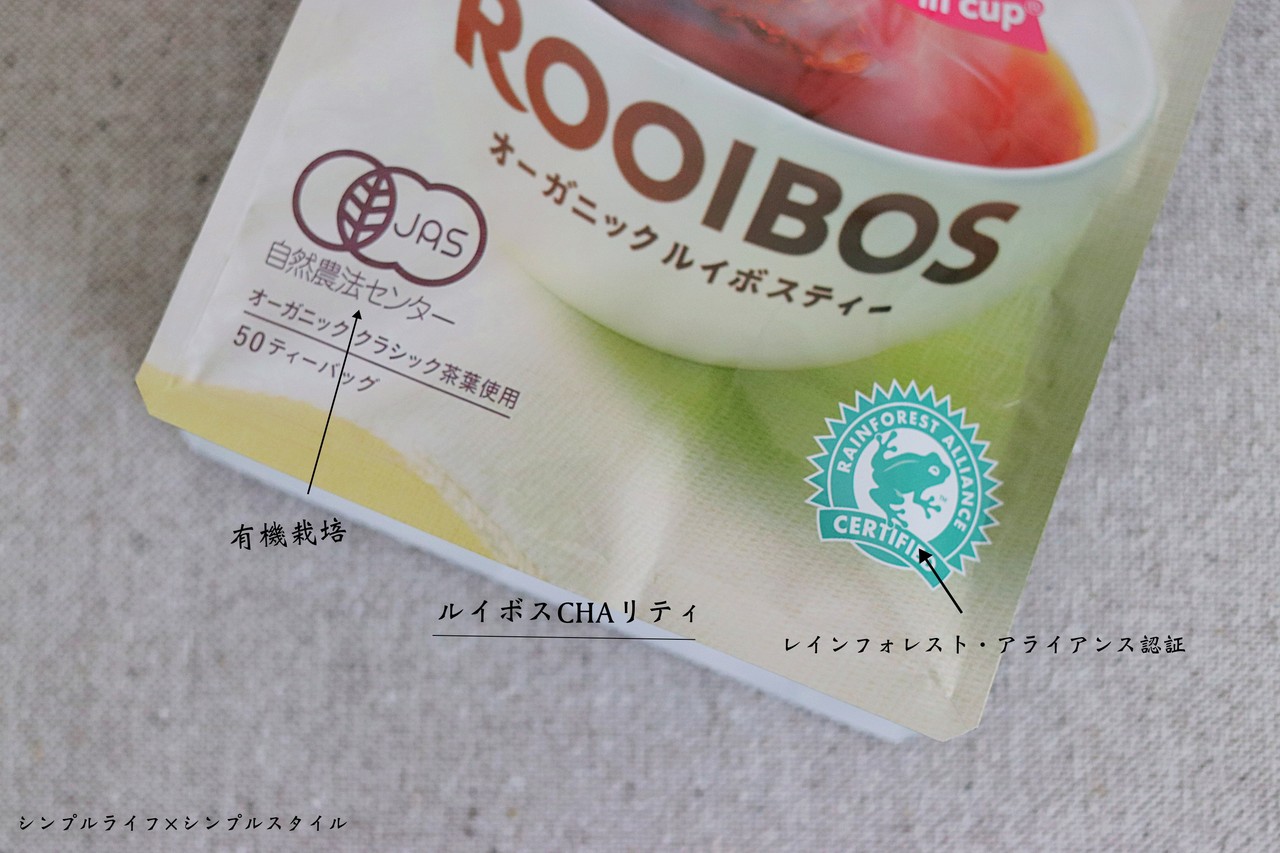 in cup®
ROOIBOS
オーガニック ルイボスティー
JAS
自然農法センター
オーガニック クラシック茶葉使用
50ティーバッグ
RAINFOREST ALLIANCE
CERTIFIED
有機栽培
ルイボスCHAリティ
レインフォレスト・アライアンス認証
シンプルライフ×シンプルスタイル